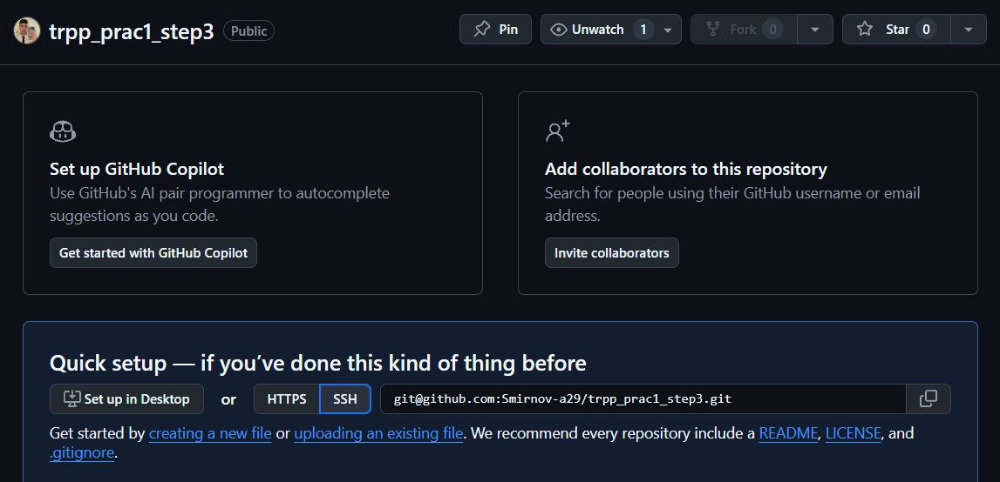 trpp_prac1_step3 Public Pin Unwatch 1 Fork 0 Star 0
Set up GitHub Copilot
Use GitHub's AI pair programmer to autocomplete
suggestions as you code.
Get started with GitHub Copilot
Add collaborators to this repository
Search for people using their GitHub username or email
address.
Invite collaborators
Quick setup — if you’ve done this kind of thing before
Set up in Desktop or HTTPS SSH git@github.com:Smirnov-a29/trpp_prac1_step3.git
Get started by creating a new file or uploading an existing file. We recommend every repository include a README, LICENSE, and
.gitignore.